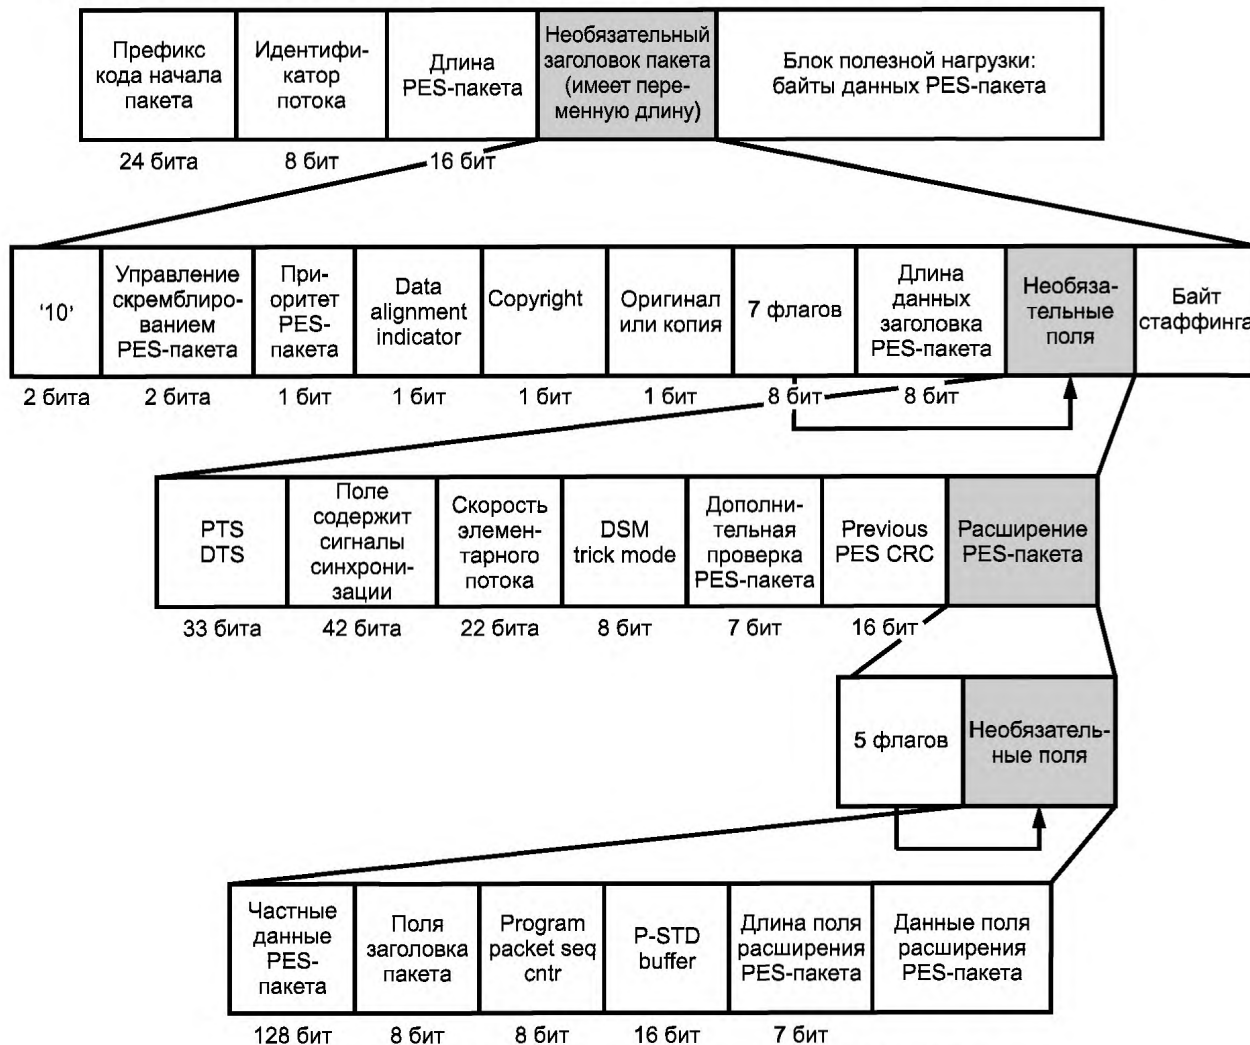 Префикс
кода начала
пакета
Идентифи-
катор
потока
Длина
PES-пакета
Необязательный
заголовок пакета
(имеет пере-
менную длину)
Блок полезной нагрузки:
байты данных PES-пакета
24 бита
8 бит
16 бит
'10'
Управление
скремблиро-
ванием
PES-пакета
При-
оритет
PES-
пакета
Data
alignment
indicator
Copyright
Оригинал
или копия
7 флагов
Длина
данных
заголовка
PES-пакета
Необяза-
тельные
поля
Байт
стаффинга
2 бита
2 бита
1 бит
1 бит
1 бит
1 бит
8 бит
8 бит
PTS
DTS
Поле
содержит
сигналы
синхрони-
зации
Скорость
элемен-
тарного
потока
DSM
trick mode
Дополни-
тельная
проверка
PES-пакета
Previous
PES CRC
Расширение
PES-пакета
33 бита
42 бита
22 бита
8 бит
7 бит
16 бит
5 флагов
Необязатель-
ные поля
Частные
данные
PES-
пакета
Поля
заголовка
пакета
Program
packet seq
cntr
P-STD
buffer
Длина поля
расширения
PES-пакета
Данные поля
расширения
PES-пакета
128 бит
8 бит
8 бит
16 бит
7 бит